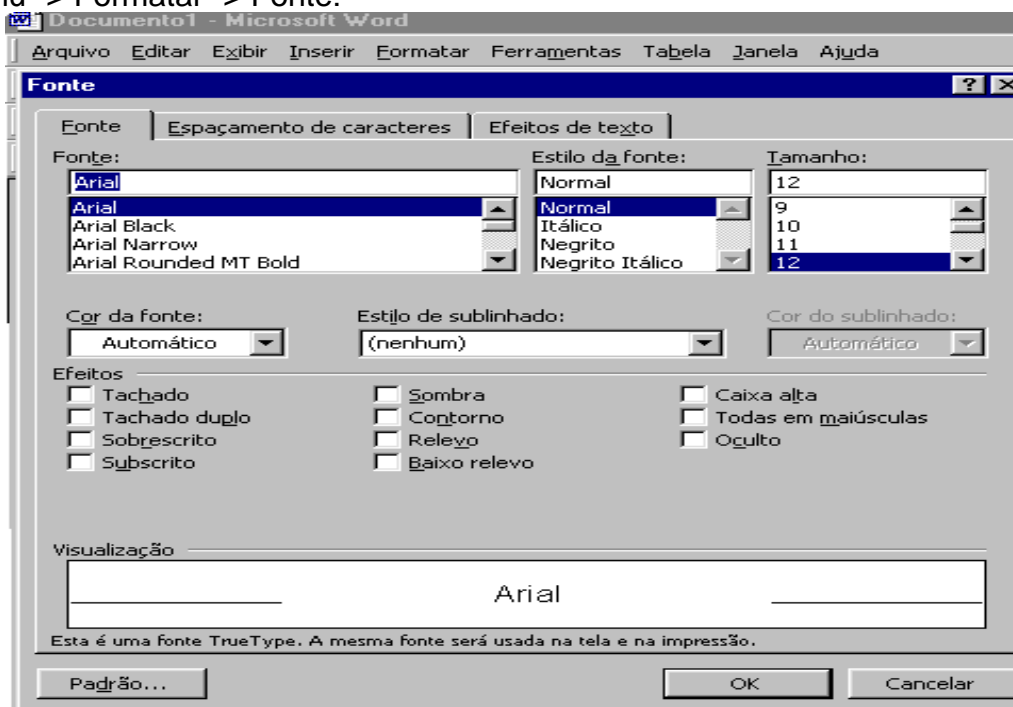 -> Formatar -> Fonte.
Documento1 - Microsoft Word
Arquivo Editar Exibir Inserir Formatar Ferramentas Tabela Janela Ajuda
Fonte
Fonte Espaçamento de caracteres Efeitos de texto
Fonte: Estilo da fonte: Tamanho:
Arial Normal 12
Arial Normal 9
Arial Black Itálico 10
Arial Narrow Negrito 11
Arial Rounded MT Bold Negrito Itálico 12
Cor da fonte: Estilo de sublinhado: Cor do sublinhado:
Automático (nenhum) Automático
Efeitos
Tachado Sombra Caixa alta
Tachado duplo Contorno Todas em maiúsculas
Sobrescrito Relevo Oculto
Subscrito Baixo relevo
Visualização
Arial
Esta é uma fonte TrueType. A mesma fonte será usada na tela e na impressão.
Padrão... OK Cancelar